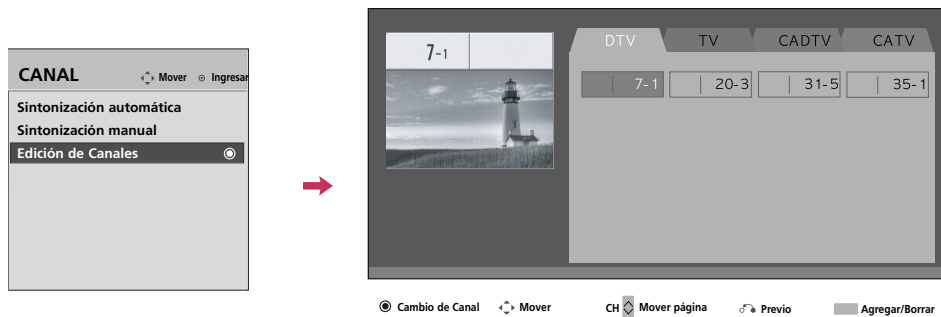 CANAL Mover Ingresar
Sintonización automática
Sintonización manual
Edición de Canales
7-1
DTV TV CADTV CATV
7-1 20-3 31-5 35-1
Cambio de Canal Mover CH Mover página Previo Agregar/Borrar